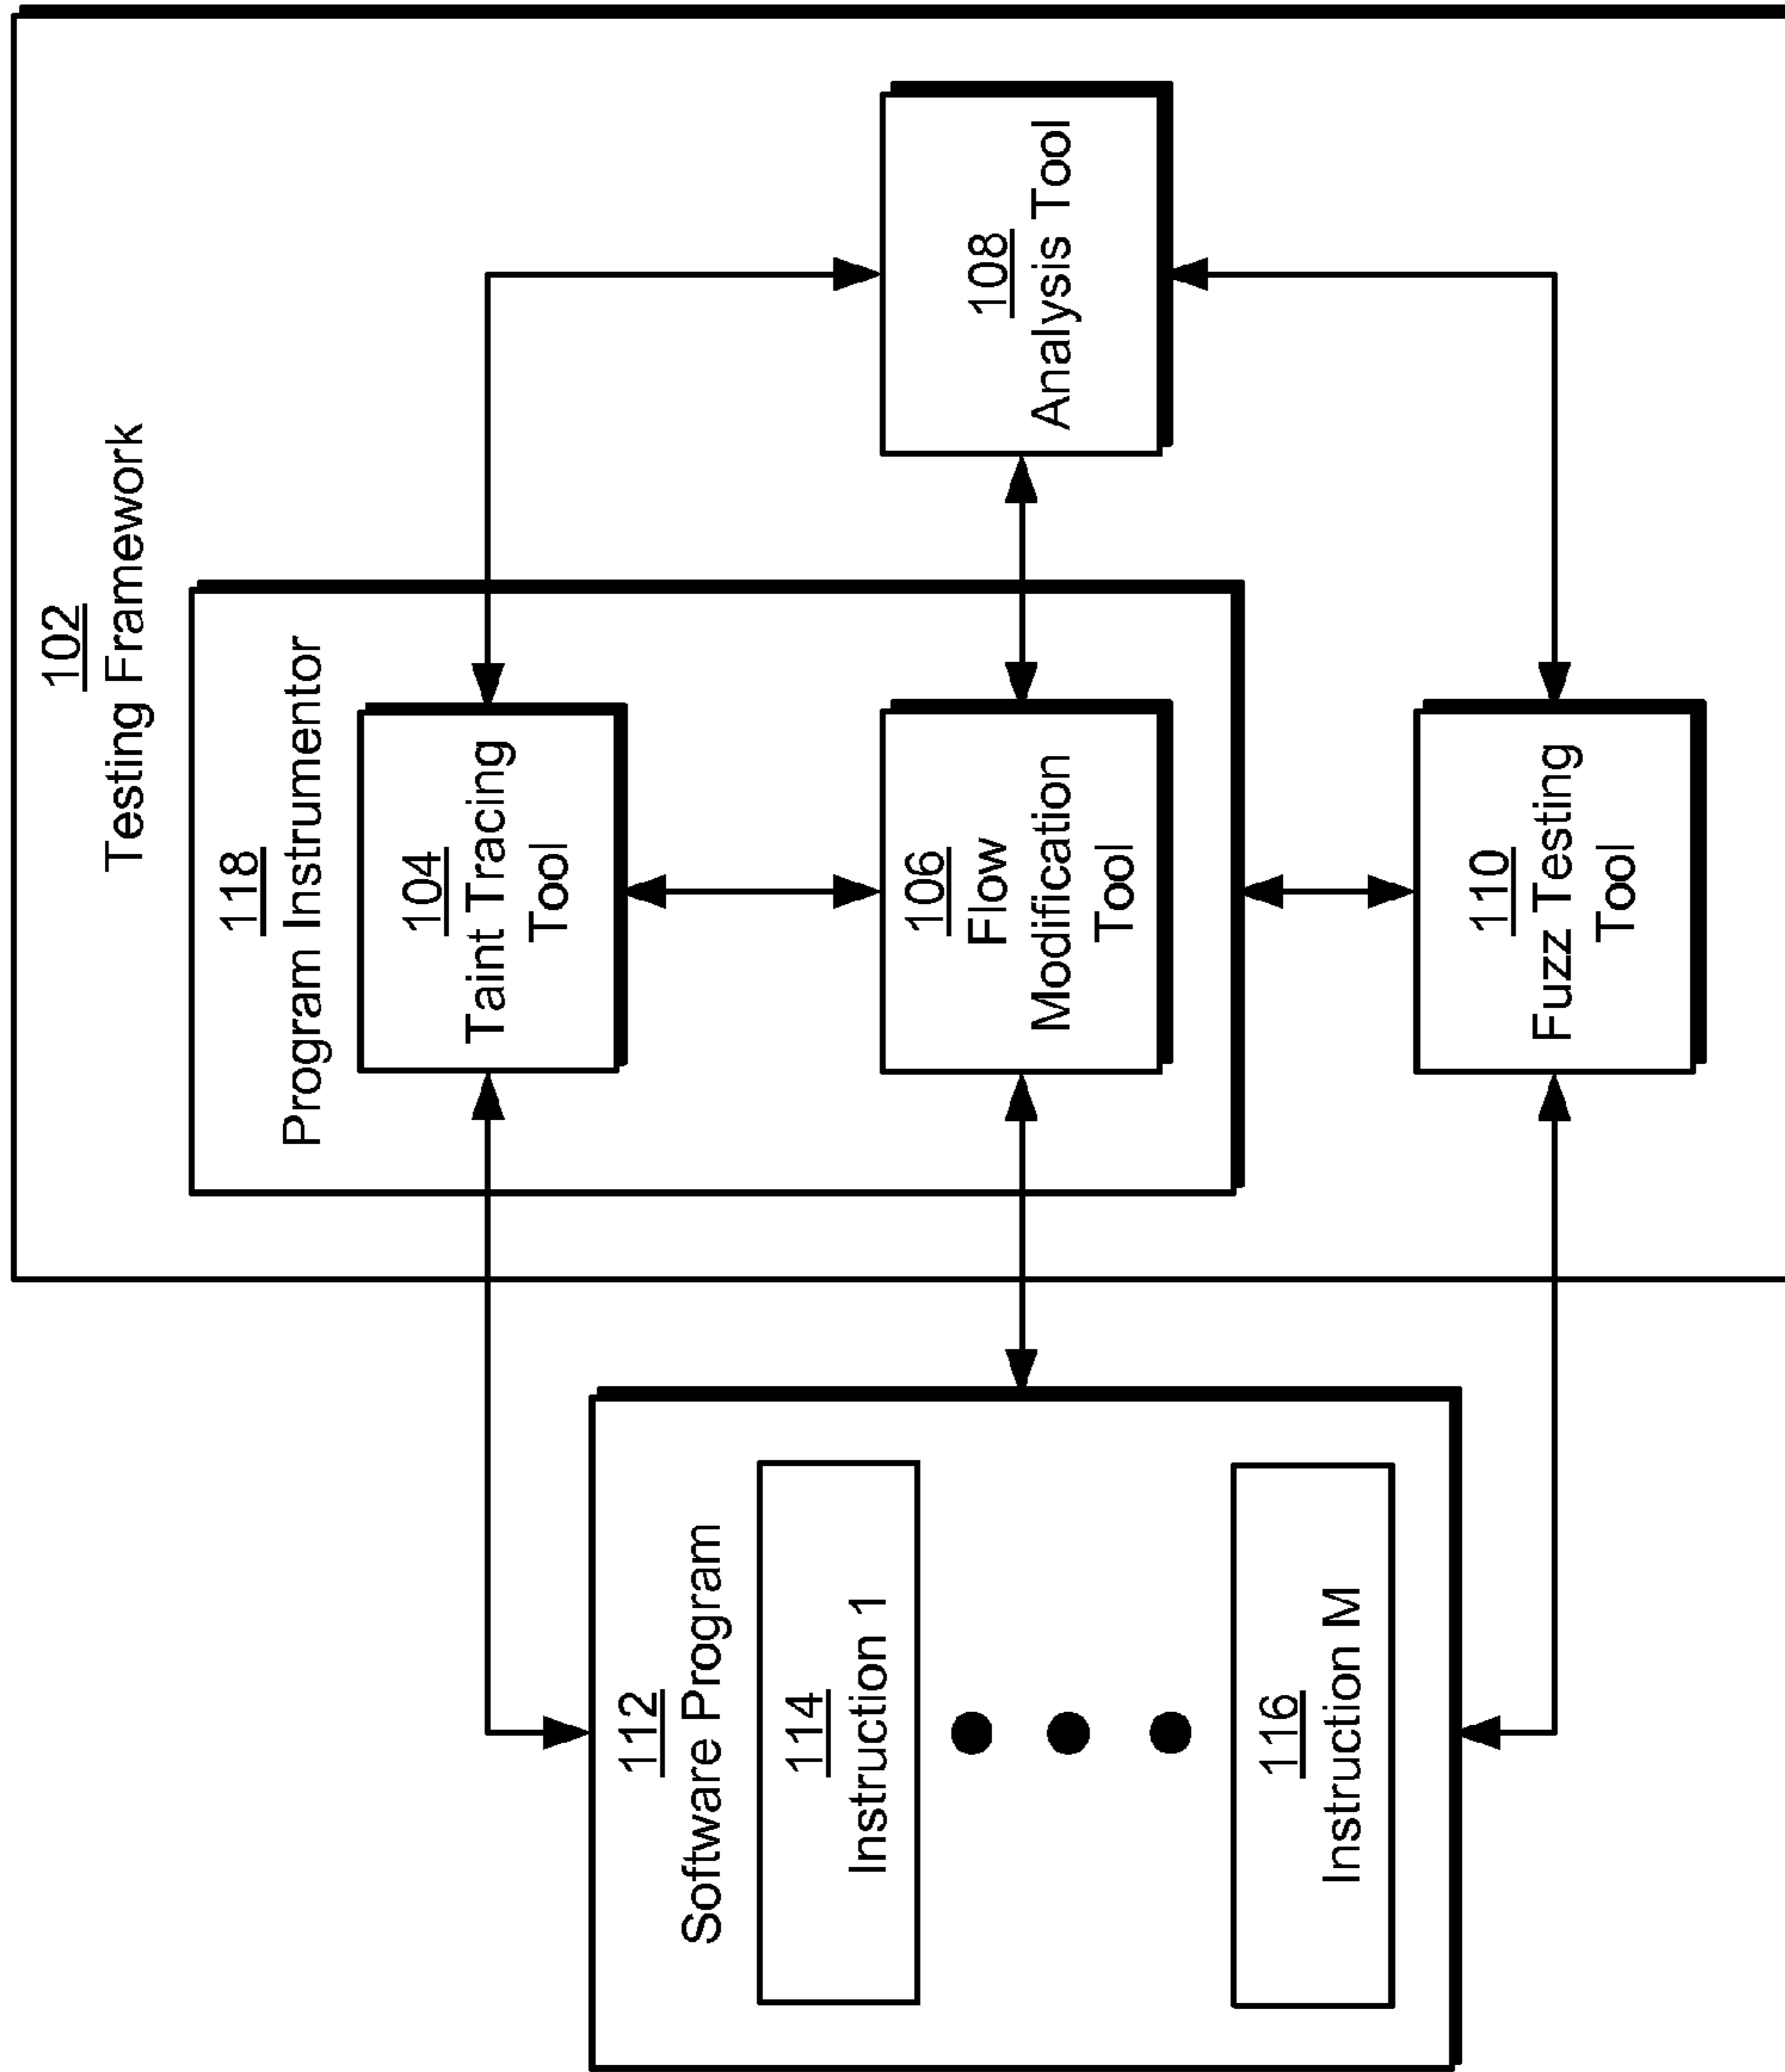 102
Testing Framework
118
Program Instrumentor
104
Taint Tracing
Tool
106
Flow
Modification
Tool
108
Analysis Tool
110
Fuzz Testing
Tool
112
Software Program
114
Instruction 1
116
Instruction M